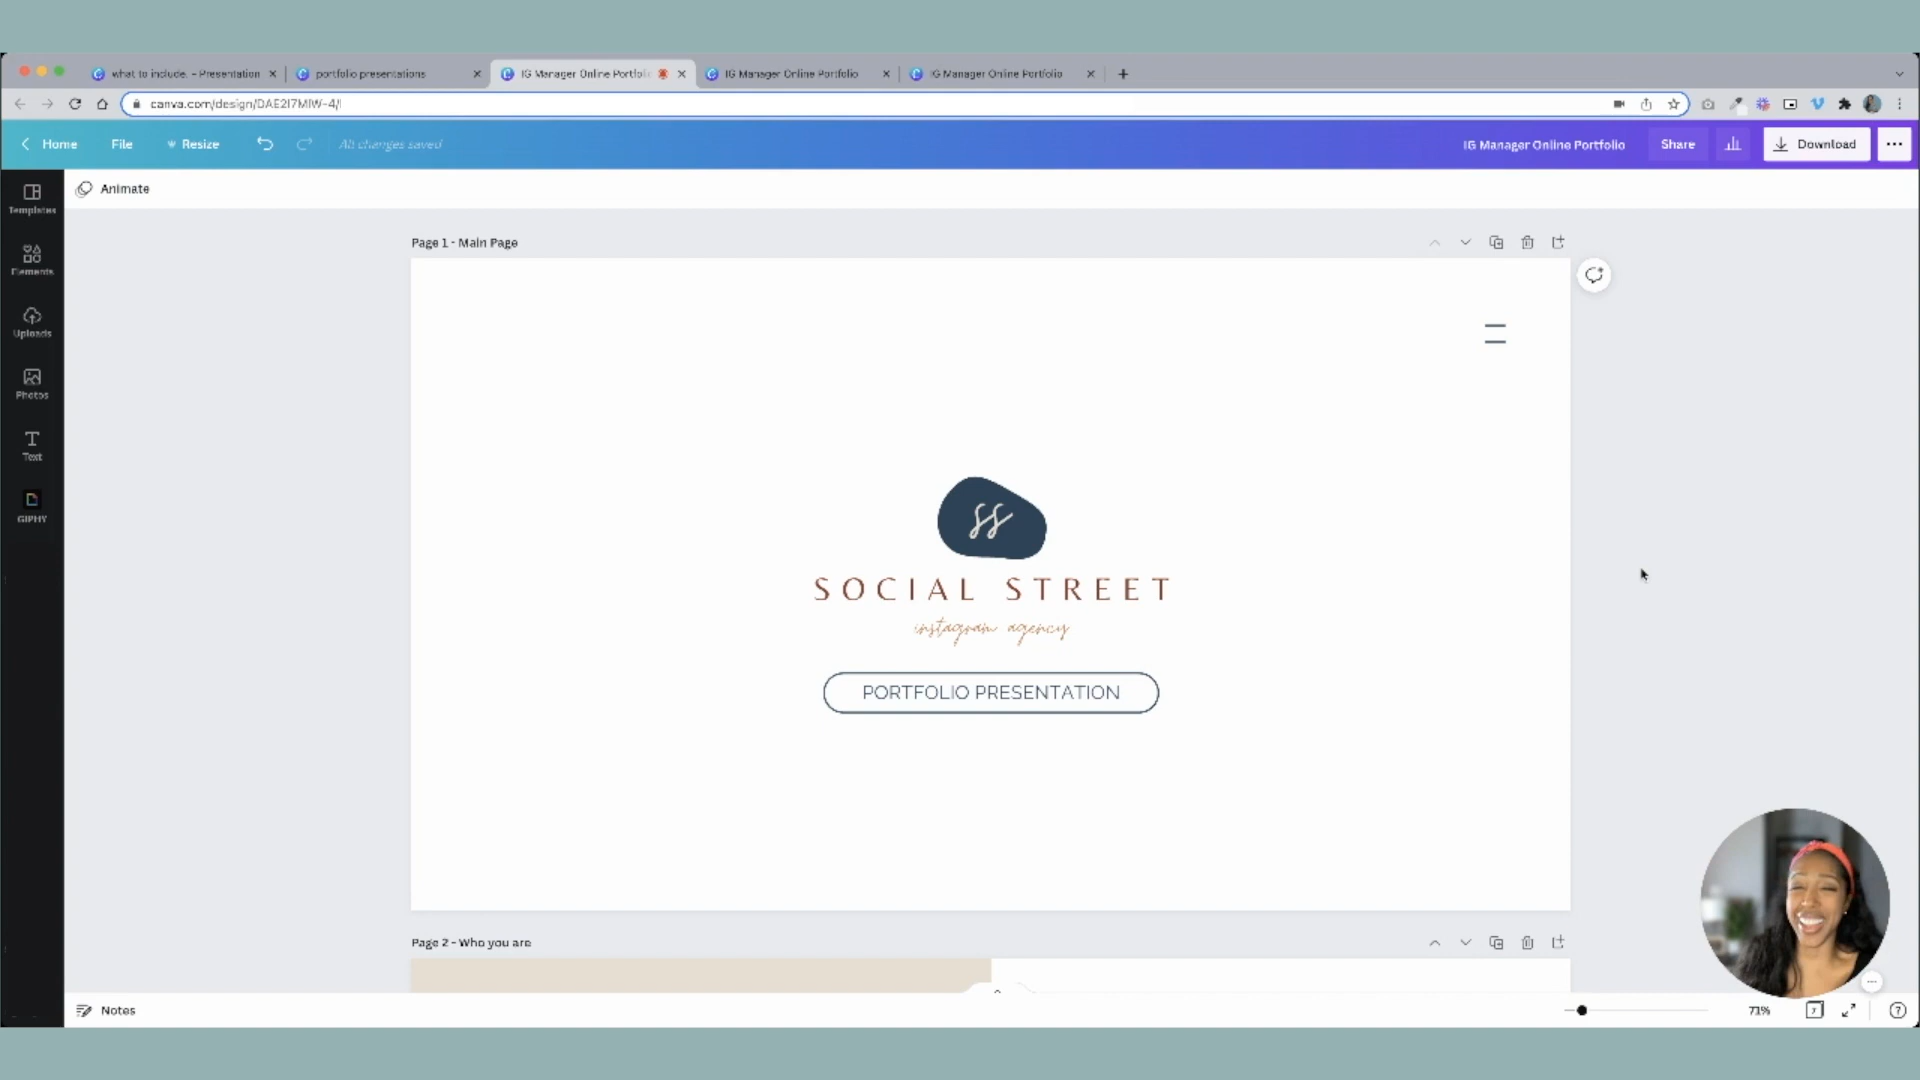 what to include. - Presentation
portfolio presentations
IG Manager Online Portfoli
IG Manager Online Portfolio
IG Manager Online Portfolio
canva.com/design/DAE2I7MIW-4/
Home
File
Resize
All changes saved
IG Manager Online Portfolio
Share
Download
Templates
Elements
Uploads
Photos
Text
GIPHY
Animate
Page 1 - Main Page
ss
SOCIAL STREET
instagram agency
PORTFOLIO PRESENTATION
Page 2 - Who you are
Notes
71%
7